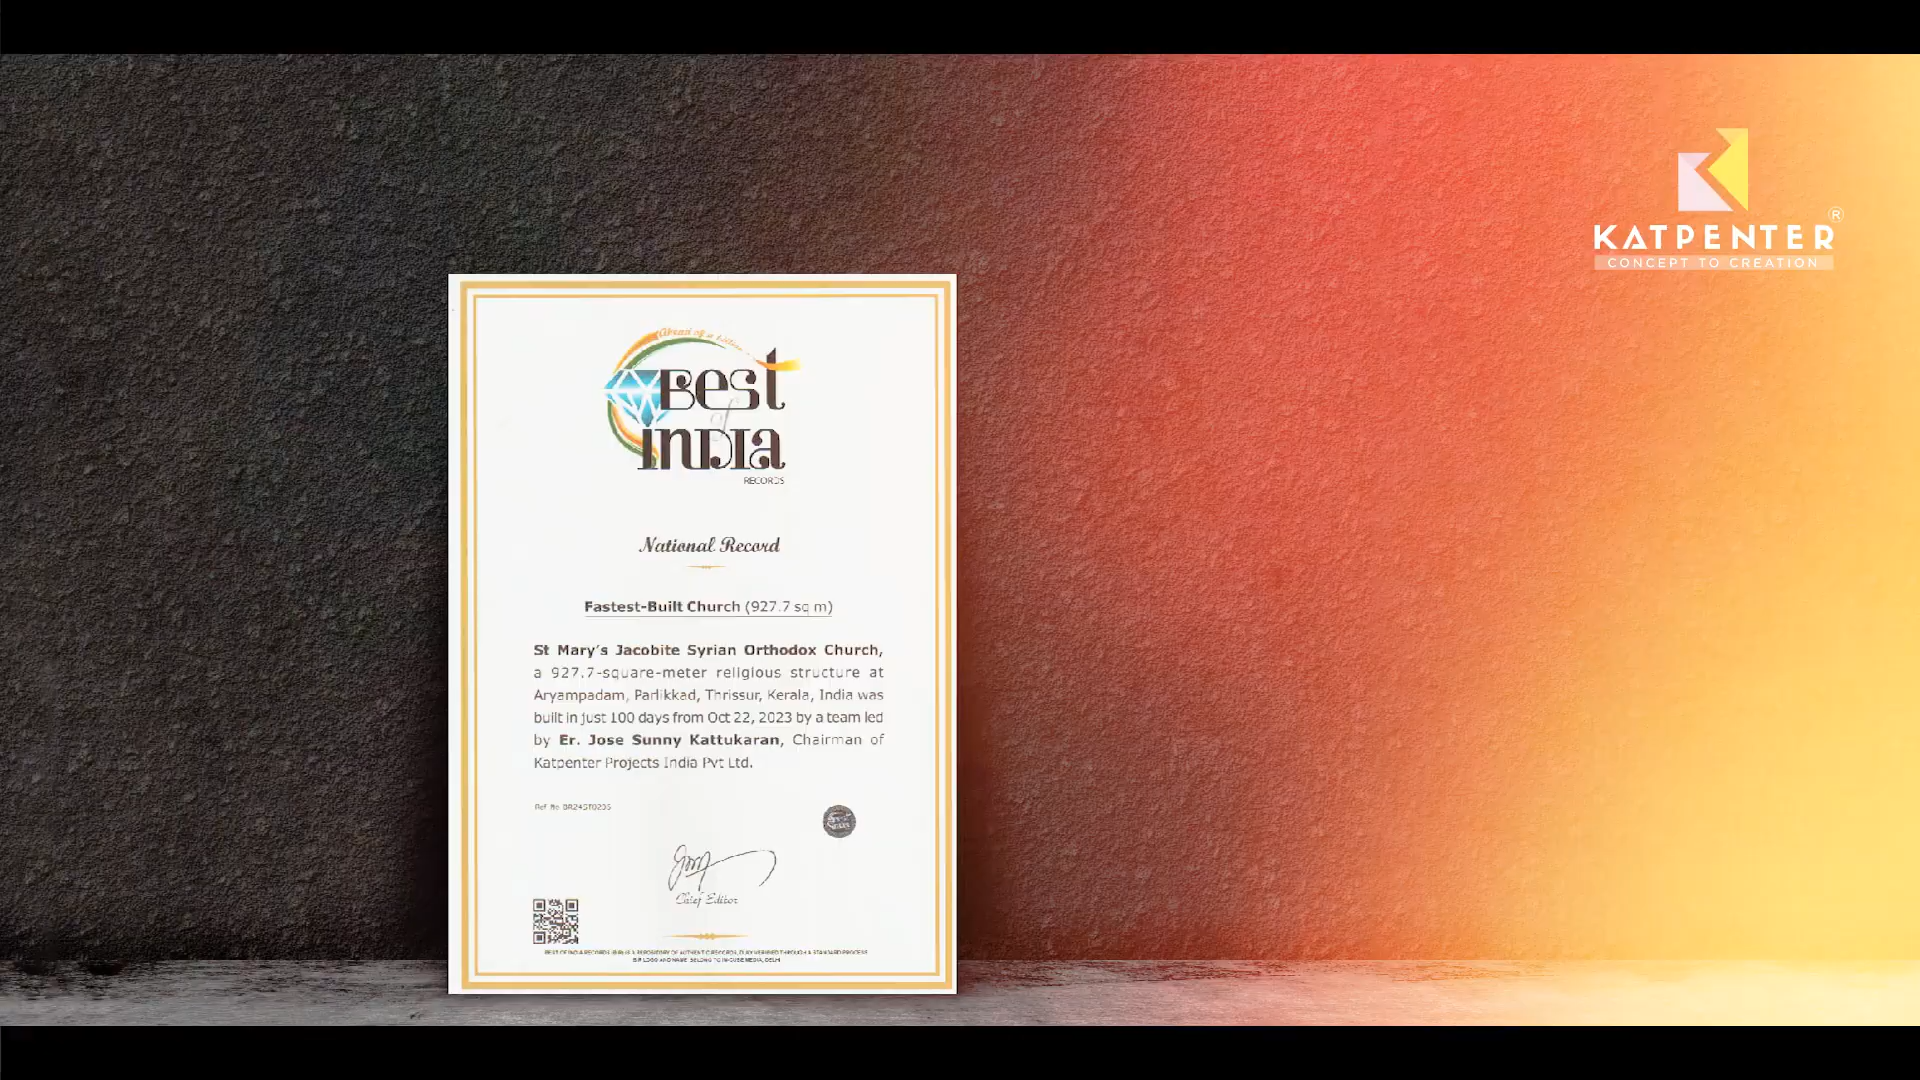 KATPENTER®
CONCEPT TO CREATION
Best
of
INDIA
RECORDS
National Record
Fastest-Built Church (927.7 sq m)
St Mary's Jacobite Syrian Orthodox Church,
a 927.7-square-meter religious structure at
Aryampadam, Parlikkad, Thrissur, Kerala, India was
built in just 100 days from Oct 22, 2023 by a team led
by Er. Jose Sunny Kattukaran, Chairman of
Katpenter Projects India Pvt Ltd.
Ref No
Chief Editor